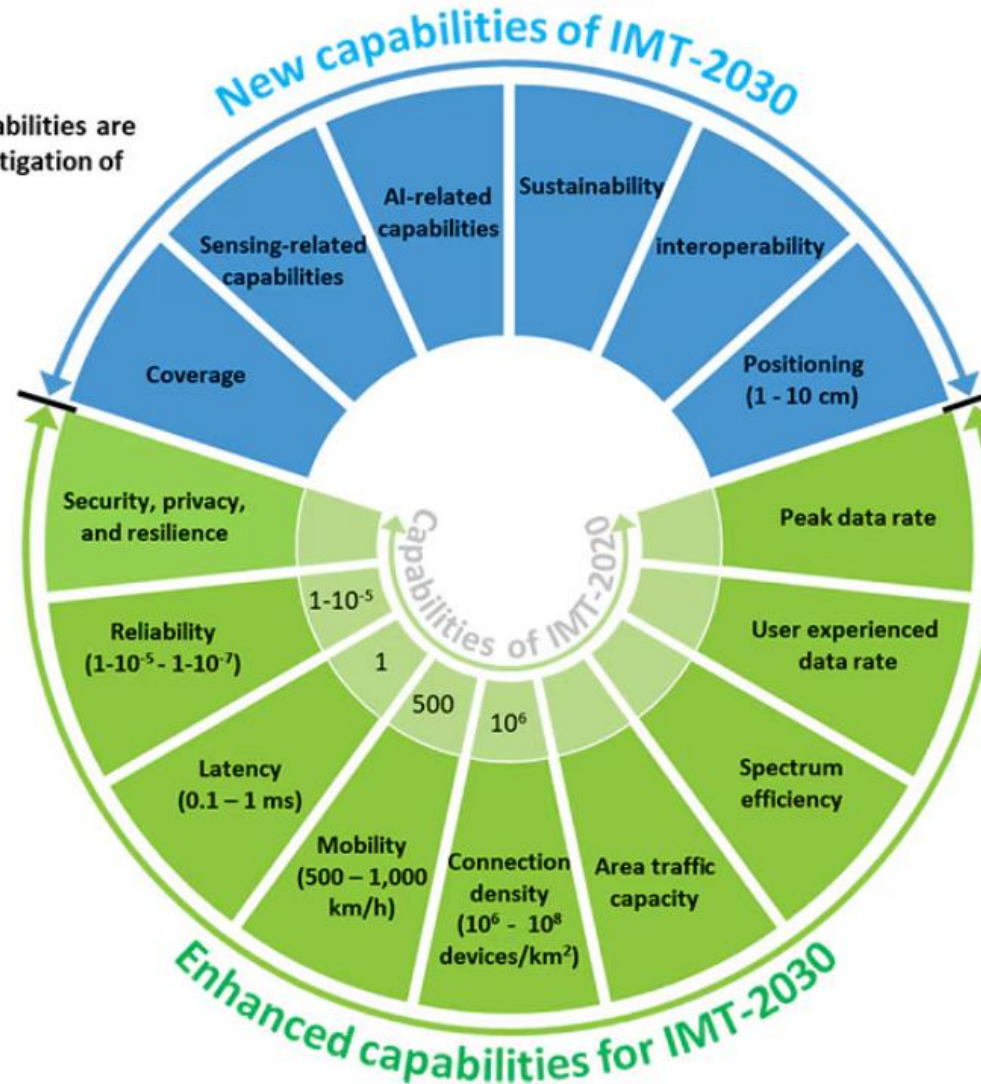 New capabilities of IMT-2030
abilities are
tigation of
AI-related
capabilities
Sustainability
Sensing-related
capabilities
interoperability
Coverage
Positioning
(1 - 10 cm)
Security, privacy,
and resilience
Peak data rate
Capabilities of IMT-2020
1-10⁻⁵
Reliability
(1-10⁻⁵ - 1-10⁻⁷)
User experienced
data rate
1
500
10⁶
Latency
(0.1 – 1 ms)
Spectrum
efficiency
Mobility
(500 – 1,000
km/h)
Connection
density
(10⁶ - 10⁸
devices/km²)
Area traffic
capacity
Enhanced capabilities for IMT-2030